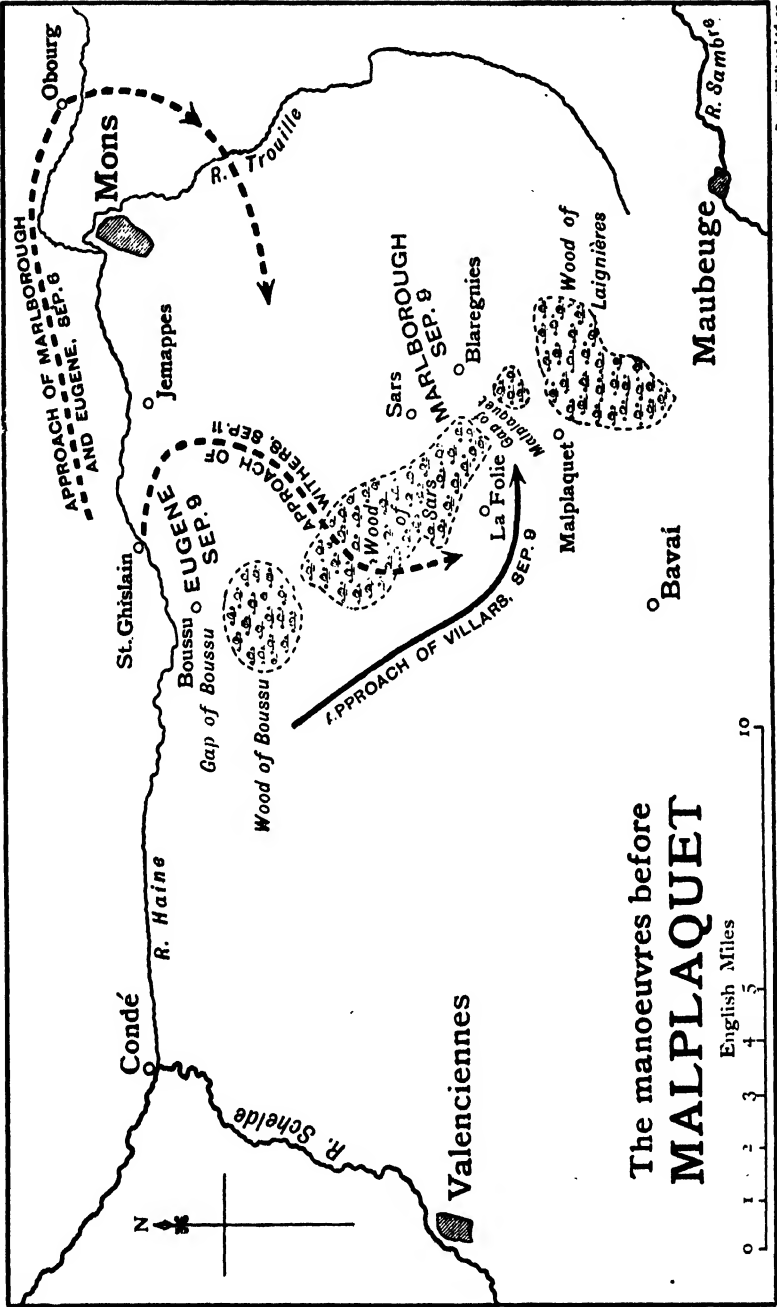 Obourg
Mons
APPROACH OF MARLBOROUGH
AND EUGENE, SEP. 6
R. Trouille
Jemappes
St. Ghislain
Boussu
EUGENE
SEP. 9
Gap of Boussu
Wood of Boussu
APPROACH OF
WITHERS, SEP. 11
Wood
of
Sars
Sars
MARLBOROUGH
SEP. 9
Blaregnies
Gap of
Malplaquet
La Folie
Malplaquet
Wood of
Laignières
APPROACH OF VILLARS, SEP. 9
Bavai
Maubeuge
R. Sambre
R. Haine
Condé
R. Schelde
Valenciennes
N
The manoeuvres before
MALPLAQUET
English Miles
0 1 2 3 4 5 10